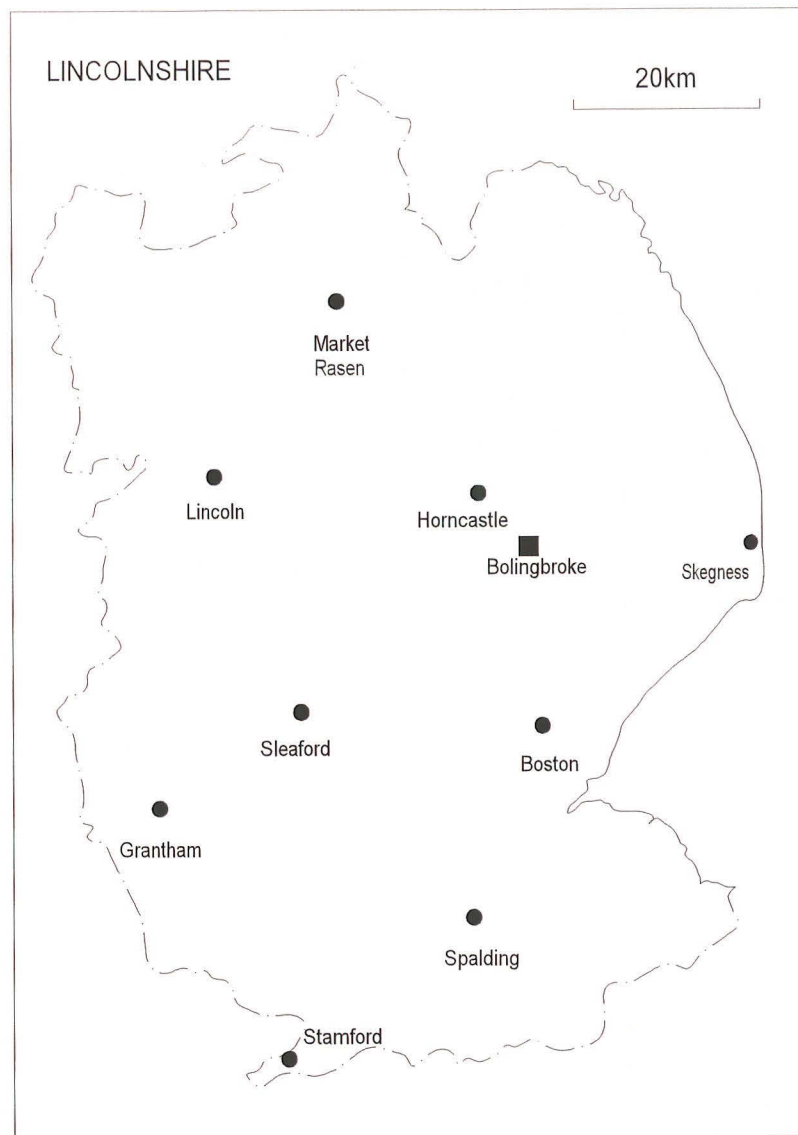 LINCOLNSHIRE
20km
Market
Rasen
Lincoln
Horncastle
Bolingbroke
Skegness
Sleaford
Boston
Grantham
Spalding
Stamford